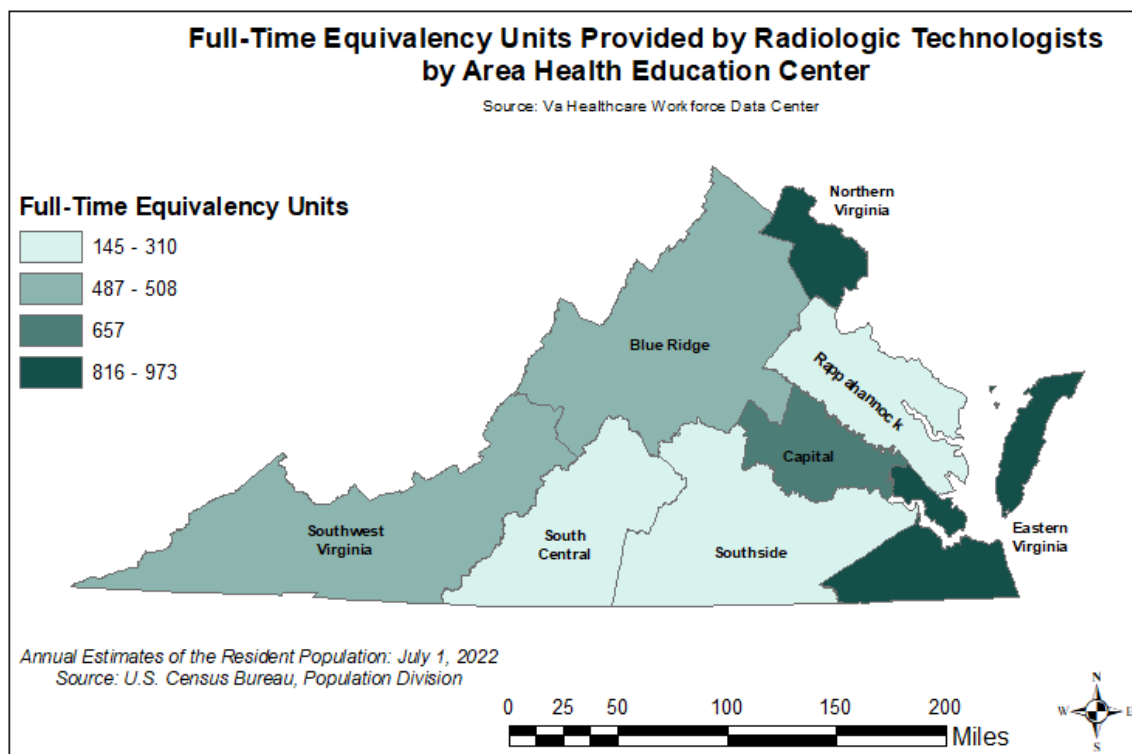 Full-Time Equivalency Units Provided by Radiologic Technologists
by Area Health Education Center
Source: Va Healthcare Workforce Data Center
Full-Time Equivalency Units
145 - 310
487 - 508
657
816 - 973
Northern
Virginia
Blue Ridge
Rappahannock
Capital
Southwest
Virginia
South
Central
Southside
Eastern
Virginia
Annual Estimates of the Resident Population: July 1, 2022
Source: U.S. Census Bureau, Population Division
0 25 50 100 150 200
Miles
N
W E
S